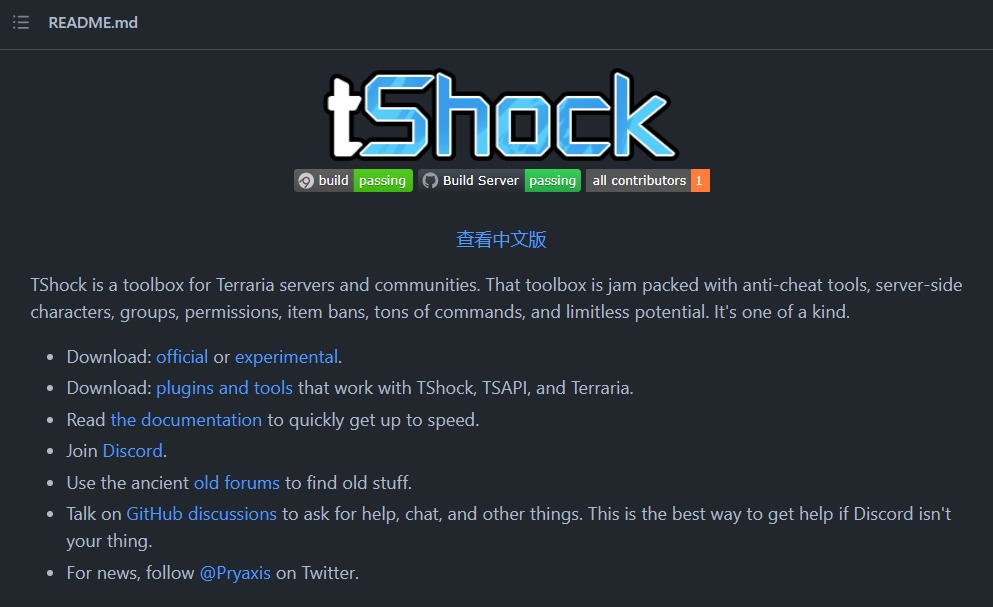 README.md
tShock
build passing Build Server passing all contributors 1
查看中文版
TShock is a toolbox for Terraria servers and communities. That toolbox is jam packed with anti-cheat tools, server-side
characters, groups, permissions, item bans, tons of commands, and limitless potential. It's one of a kind.
• Download: official or experimental.
• Download: plugins and tools that work with TShock, TSAPI, and Terraria.
• Read the documentation to quickly get up to speed.
• Join Discord.
• Use the ancient old forums to find old stuff.
• Talk on GitHub discussions to ask for help, chat, and other things. This is the best way to get help if Discord isn't
your thing.
• For news, follow @Pryaxis on Twitter.